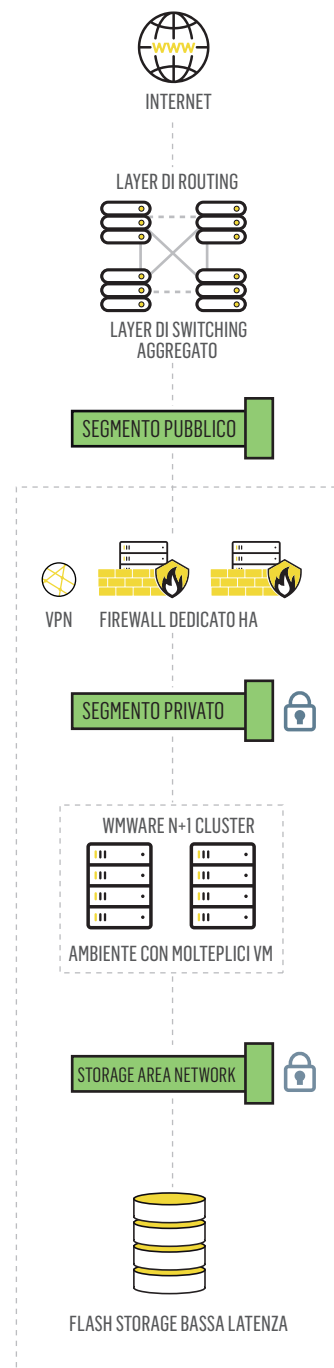 WWW
INTERNET
LAYER DI ROUTING
LAYER DI SWITCHING
AGGREGATO
SEGMENTO PUBBLICO
VPN
FIREWALL DEDICATO HA
SEGMENTO PRIVATO
WMWARE N+1 CLUSTER
AMBIENTE CON MOLTEPLICI VM
STORAGE AREA NETWORK
FLASH STORAGE BASSA LATENZA